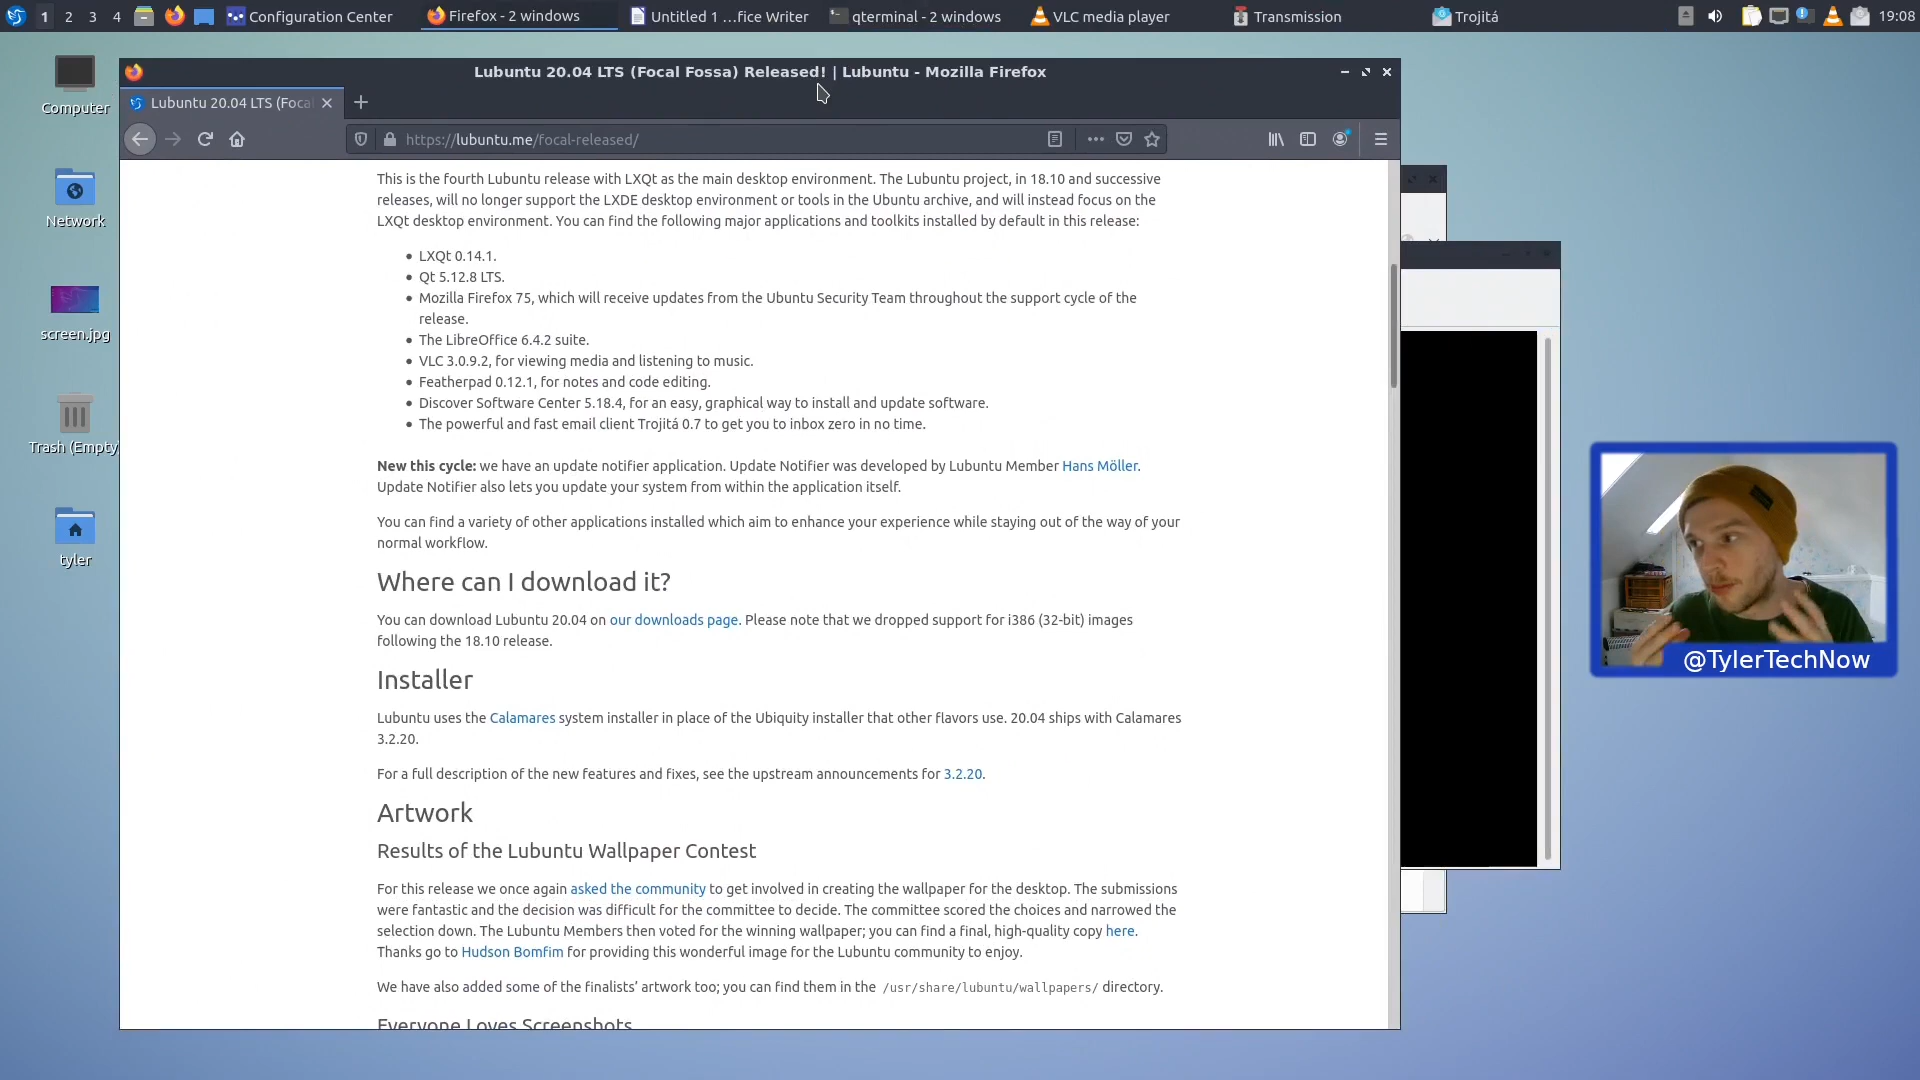 1 2 3 4 Configuration Center Firefox - 2 windows Untitled 1 ...fice Writer qterminal - 2 windows VLC media player Transmission Trojitá 19:08
Computer
Network
screen.jpg
Trash (Empty
tyler
Lubuntu 20.04 LTS (Focal Fossa) Released! | Lubuntu - Mozilla Firefox
Lubuntu 20.04 LTS (Focal
https://lubuntu.me/focal-released/
This is the fourth Lubuntu release with LXQt as the main desktop environment. The Lubuntu project, in 18.10 and successive
releases, will no longer support the LXDE desktop environment or tools in the Ubuntu archive, and will instead focus on the
LXQt desktop environment. You can find the following major applications and toolkits installed by default in this release:
• LXQt 0.14.1.
• Qt 5.12.8 LTS.
• Mozilla Firefox 75, which will receive updates from the Ubuntu Security Team throughout the support cycle of the
release.
• The LibreOffice 6.4.2 suite.
• VLC 3.0.9.2, for viewing media and listening to music.
• Featherpad 0.12.1, for notes and code editing.
• Discover Software Center 5.18.4, for an easy, graphical way to install and update software.
• The powerful and fast email client Trojitá 0.7 to get you to inbox zero in no time.
New this cycle: we have an update notifier application. Update Notifier was developed by Lubuntu Member Hans Möller.
Update Notifier also lets you update your system from within the application itself.
You can find a variety of other applications installed which aim to enhance your experience while staying out of the way of your
normal workflow.
Where can I download it?
You can download Lubuntu 20.04 on our downloads page. Please note that we dropped support for i386 (32-bit) images
following the 18.10 release.
Installer
Lubuntu uses the Calamares system installer in place of the Ubiquity installer that other flavors use. 20.04 ships with Calamares
3.2.20.
For a full description of the new features and fixes, see the upstream announcements for 3.2.20.
Artwork
Results of the Lubuntu Wallpaper Contest
For this release we once again asked the community to get involved in creating the wallpaper for the desktop. The submissions
were fantastic and the decision was difficult for the committee to decide. The committee scored the choices and narrowed the
selection down. The Lubuntu Members then voted for the winning wallpaper; you can find a final, high-quality copy here.
Thanks go to Hudson Bomfim for providing this wonderful image for the Lubuntu community to enjoy.
We have also added some of the finalists’ artwork too; you can find them in the /usr/share/lubuntu/wallpapers/ directory.
Everyone Loves Screenshots
@TylerTechNow